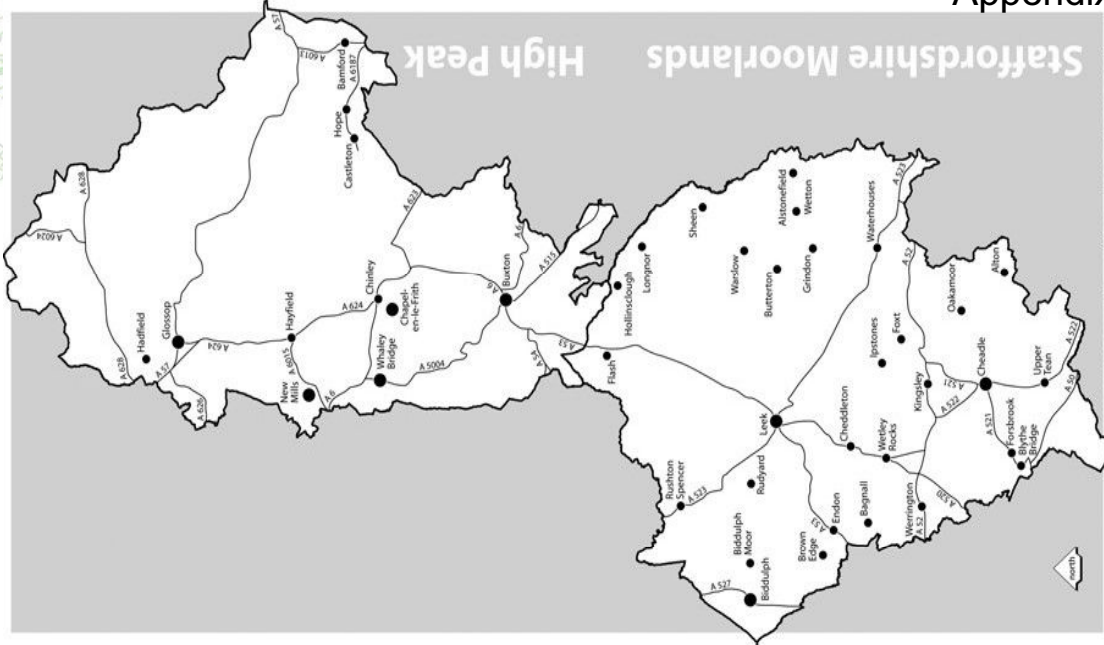 Appendix
High Peak
Staffordshire Moorlands
A 57
A 6013
Bamford
A 6187
Hope
Castleton
A 628
A 6024
A 623
A 6
A 515
Hadfield
Glossop
A 628
A 57
A 626
A 624
Hayfield
A 624
A 6015
Chinley
Chapel-
en-le-Frith
New
Mills
A 6
Whaley
Bridge
A 5004
A 6
Buxton
A 54
A 53
Flash
Hollinsclough
Longnor
Sheen
Warslow
Butterton
Alstonefield
Wetton
Grindon
Waterhouses
A 523
A 52
Leek
Rushton
Spencer
A 523
Rudyard
Biddulph
Moor
Biddulph
A 527
Brown
Edge
A 53
Endon
Bagnall
Cheddleton
Wetley
Rocks
Werrington
A 52
A 520
Ipstones
Foxt
Kingsley
A 522
A 521
Cheadle
Oakamoor
Alton
A 522
Upper
Tean
A 50
A 521
Forsbrook
Blythe
Bridge
north